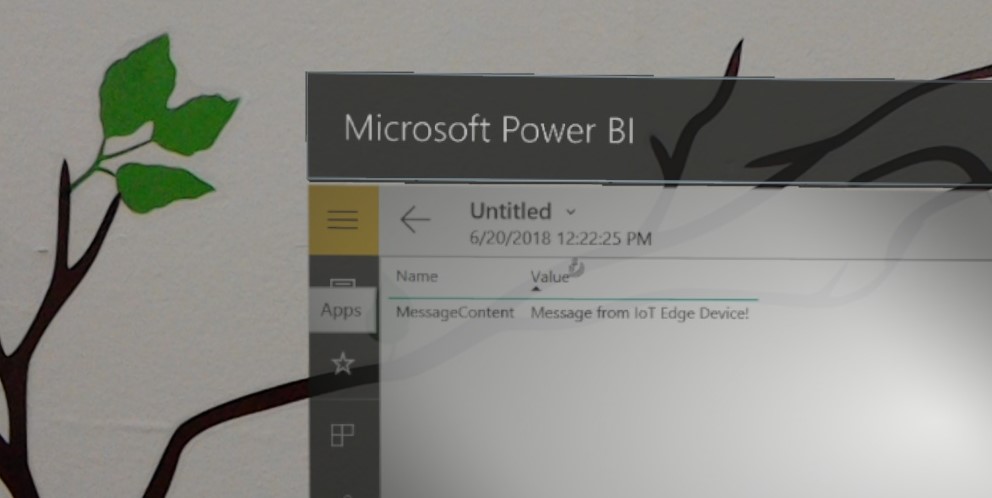 Microsoft Power BI
Untitled
6/20/2018 12:22:25 PM
Name Value
Apps
MessageContent Message from IoT Edge Device!